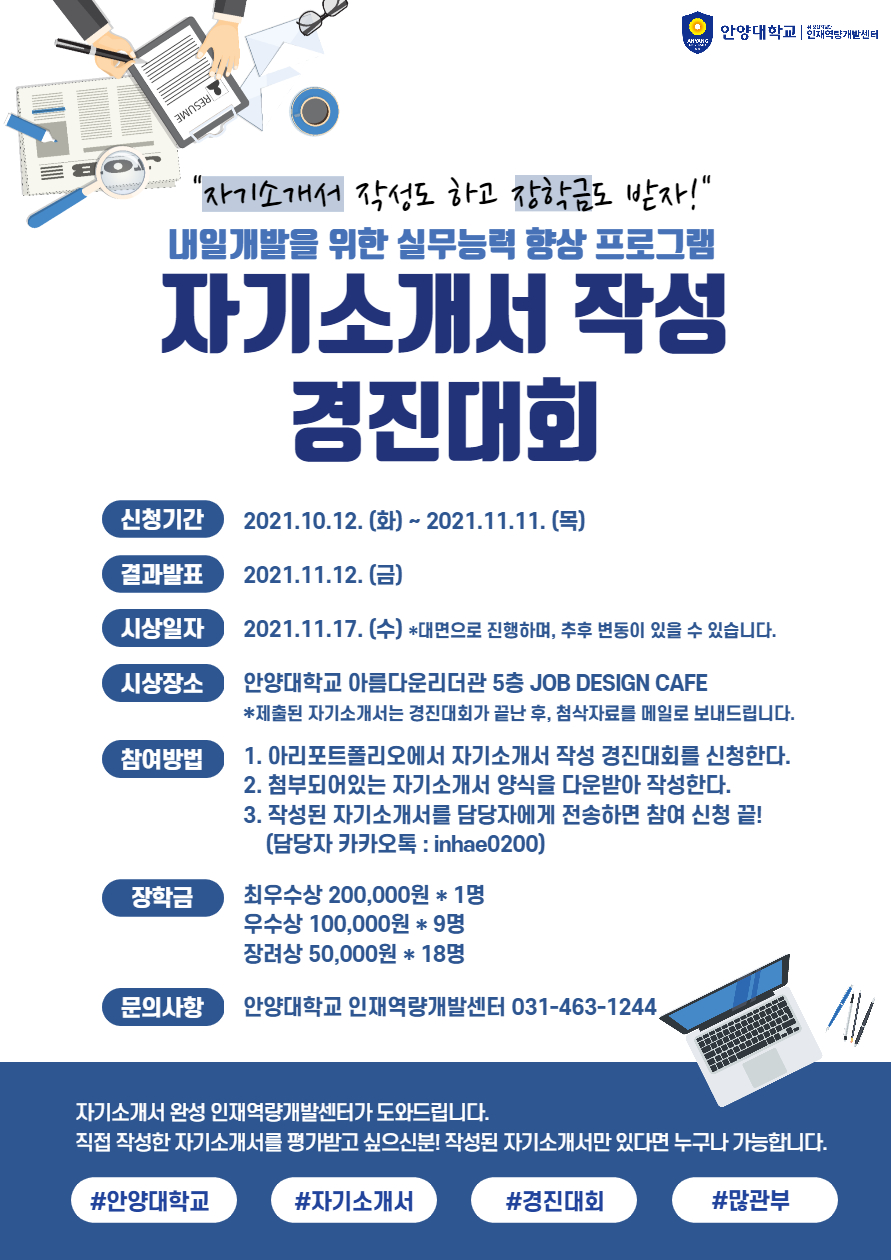 ANYANG
안양대학교
인재역량개발센터
RESUME
JOB
"자기소개서 작성도 하고 장학금도 받자!"
내일개발을 위한 실무능력 향상 프로그램
자기소개서 작성
경진대회
신청기간 2021.10.12. (화) ~ 2021.11.11. (목)
결과발표 2021.11.12. (금)
시상일자 2021.11.17. (수) *대면으로 진행하며, 추후 변동이 있을 수 있습니다.
시상장소 안양대학교 아름다운리더관 5층 JOB DESIGN CAFE
*제출된 자기소개서는 경진대회가 끝난 후, 첨삭자료를 메일로 보내드립니다.
참여방법 1. 아리포트폴리오에서 자기소개서 작성 경진대회를 신청한다.
2. 첨부되어있는 자기소개서 양식을 다운받아 작성한다.
3. 작성된 자기소개서를 담당자에게 전송하면 참여 신청 끝!
(담당자 카카오톡 : inhae0200)
장학금 최우수상 200,000원 * 1명
우수상 100,000원 * 9명
장려상 50,000원 * 18명
문의사항 안양대학교 인재역량개발센터 031-463-1244
자기소개서 완성 인재역량개발센터가 도와드립니다.
직접 작성한 자기소개서를 평가받고 싶으신분! 작성된 자기소개서만 있다면 누구나 가능합니다.
#안양대학교 #자기소개서 #경진대회 #많관부